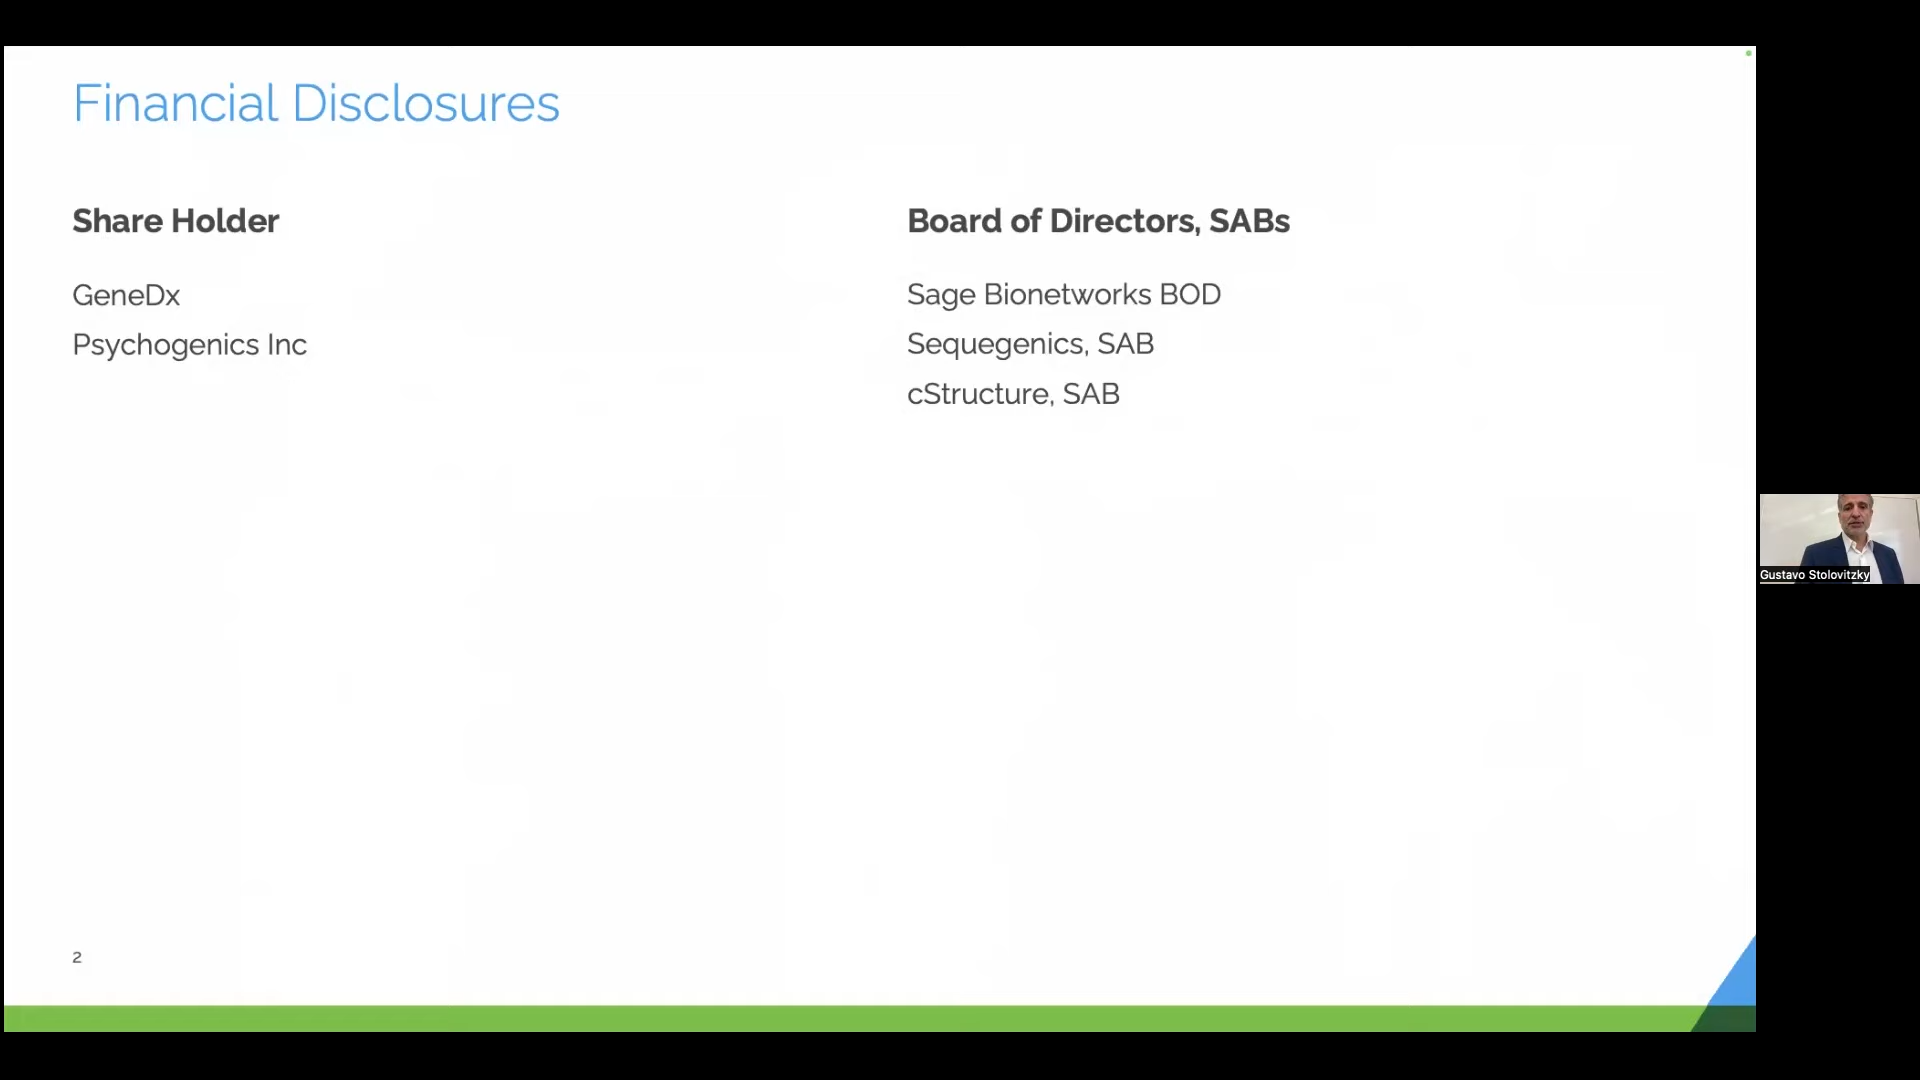 Financial Disclosures
Share Holder
GeneDx
Psychogenics Inc
Board of Directors, SABs
Sage Bionetworks BOD
Sequegenics, SAB
cStructure, SAB
2
Gustavo Stolovitzky